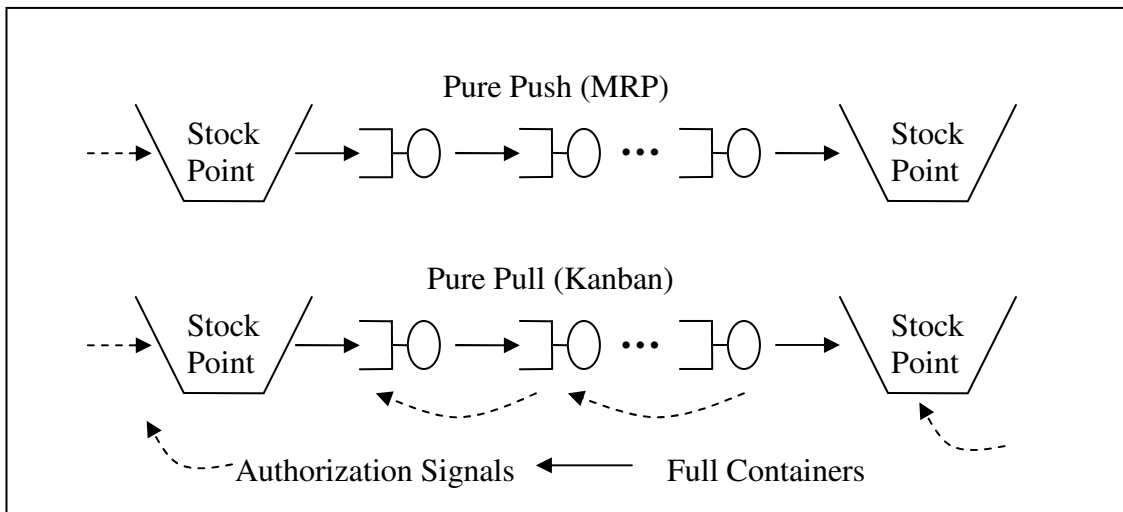 Pure Push (MRP)
Stock
Point
Stock
Point
Pure Pull (Kanban)
Stock
Point
Stock
Point
Authorization Signals
Full Containers